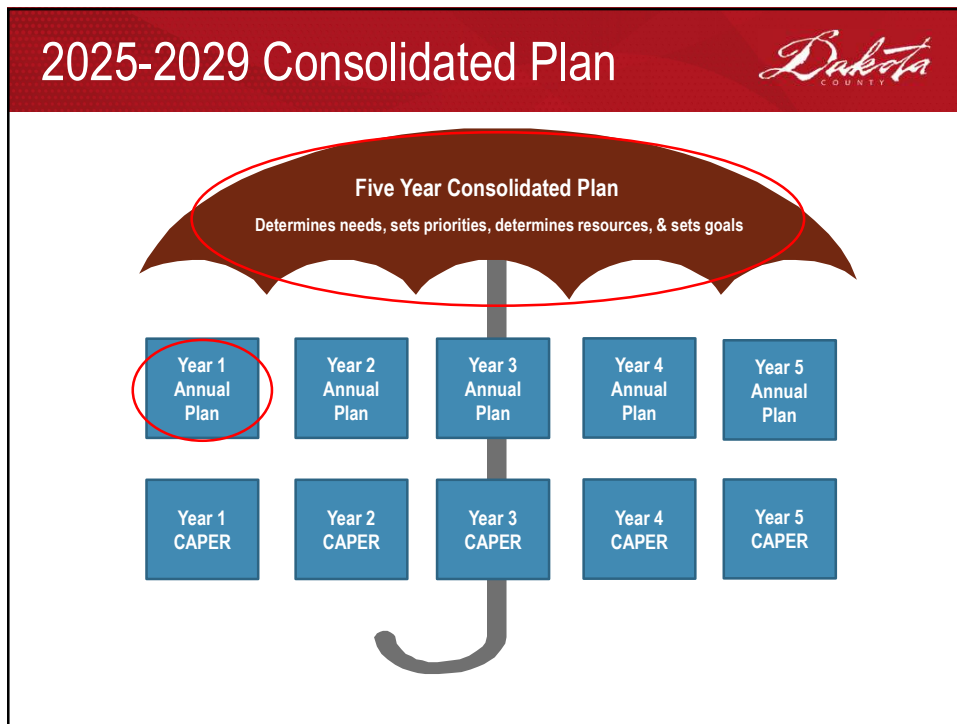 2025-2029 Consolidated Plan
Dakota
COUNTY
Five Year Consolidated Plan
Determines needs, sets priorities, determines resources, & sets goals
Year 1
Annual
Plan
Year 2
Annual
Plan
Year 3
Annual
Plan
Year 4
Annual
Plan
Year 5
Annual
Plan
Year 1
CAPER
Year 2
CAPER
Year 3
CAPER
Year 4
CAPER
Year 5
CAPER